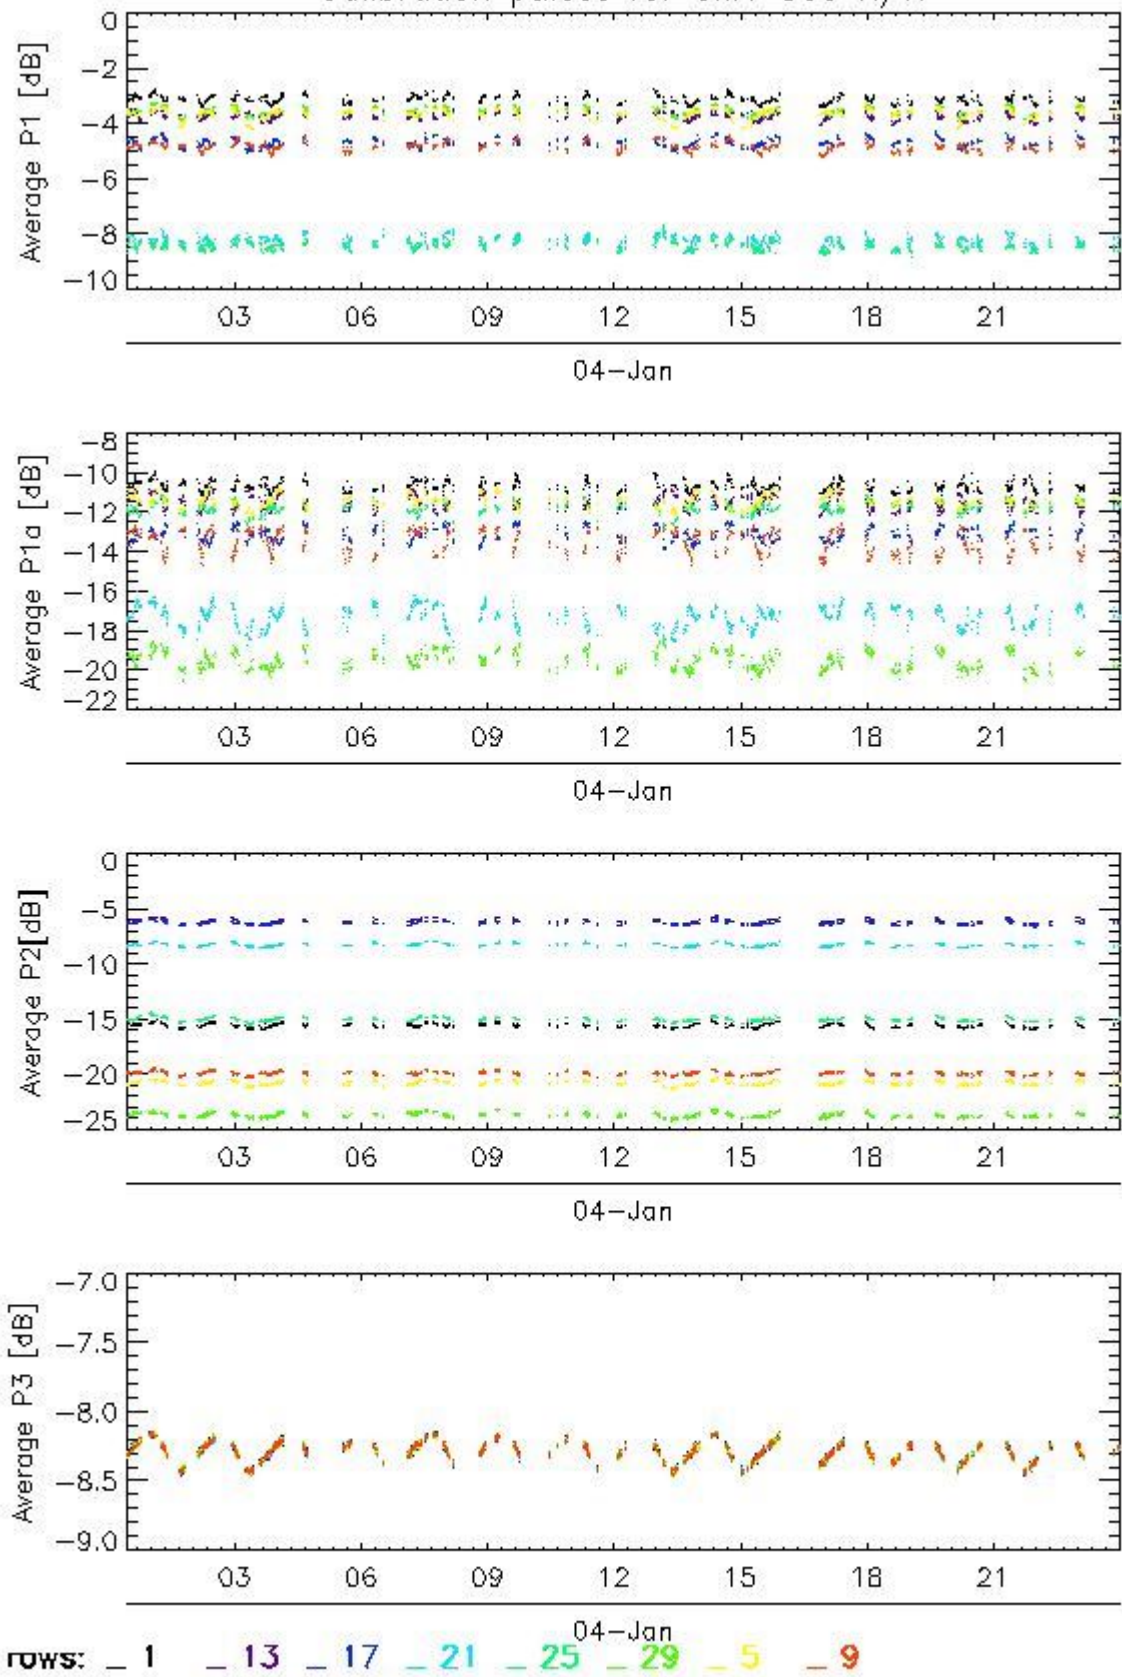 0
-2
-4
-6
-8
-10
Average P1 [dB]
03 06 09 12 15 18 21
04-Jan
-8
-10
-12
-14
-16
-18
-20
-22
Average P1a [dB]
03 06 09 12 15 18 21
04-Jan
0
-5
-10
-15
-20
-25
Average P2[dB]
03 06 09 12 15 18 21
04-Jan
-7.0
-7.5
-8.0
-8.5
-9.0
Average P3 [dB]
03 06 09 12 15 18 21
04-Jan
rows: _ 1 _ 13 _ 17 _ 21 _ 25 _ 29 _ 5 _ 9